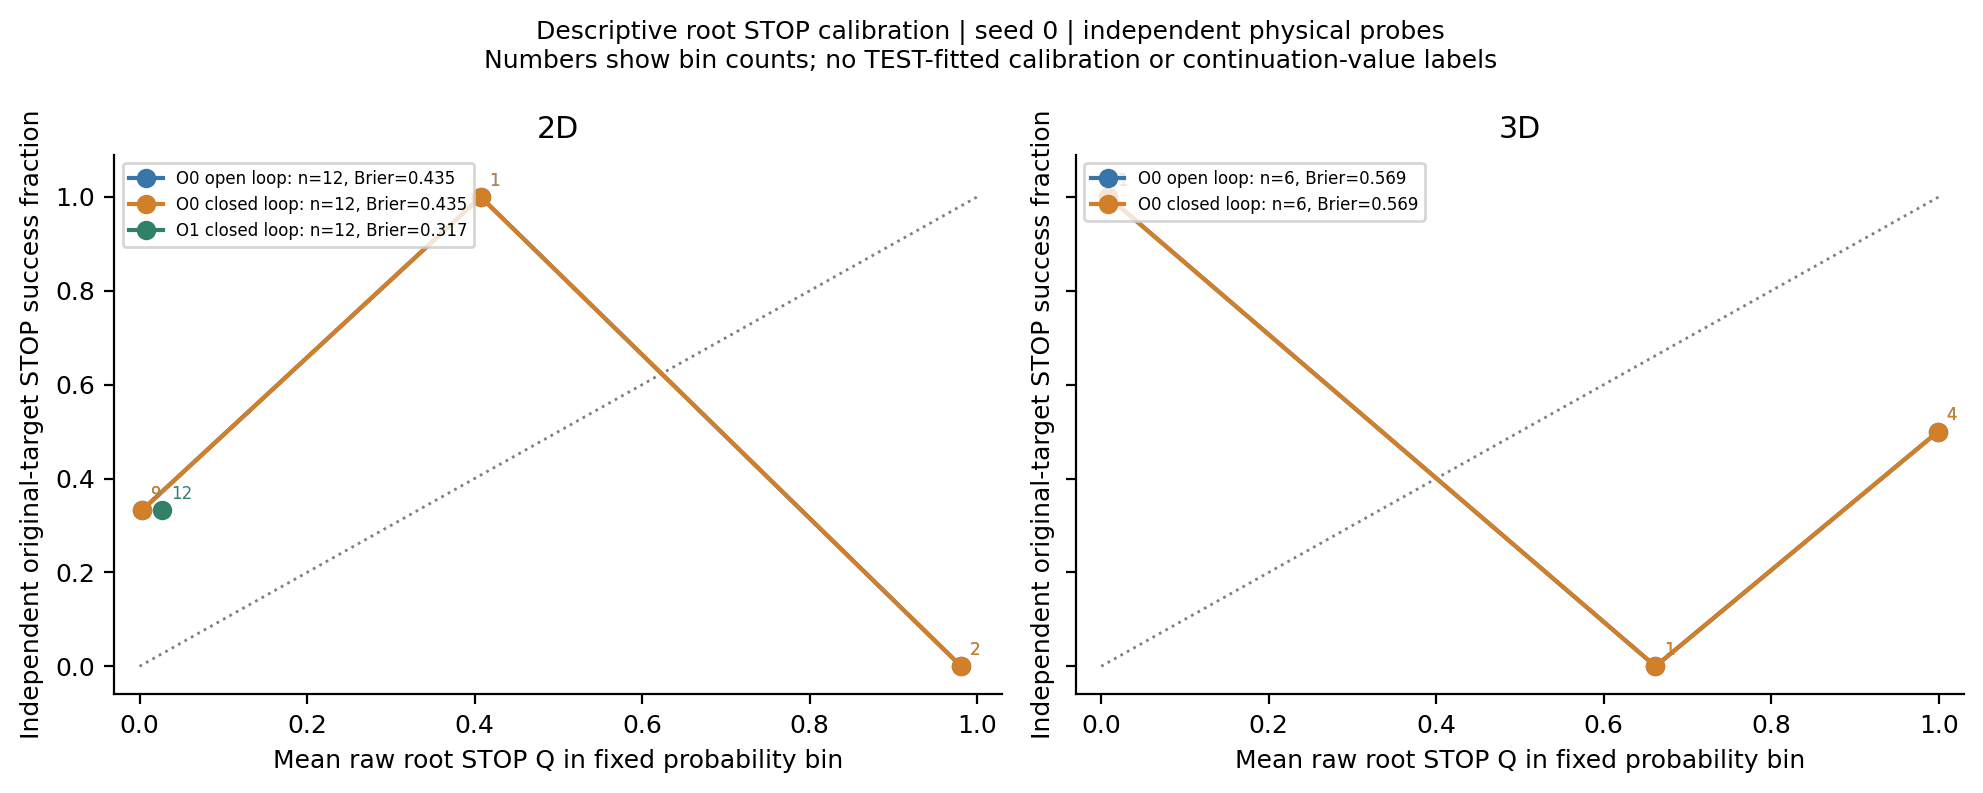 Descriptive root STOP calibration | seed 0 | independent physical probes
Numbers show bin counts; no TEST-fitted calibration or continuation-value labels
2D
Independent original-target STOP success fraction
1.0
0.8
0.6
0.4
0.2
0.0
O0 open loop: n=12, Brier=0.435
O0 closed loop: n=12, Brier=0.435
O1 closed loop: n=12, Brier=0.317
1
9
12
2
0.0 0.2 0.4 0.6 0.8 1.0
Mean raw root STOP Q in fixed probability bin
3D
Independent original-target STOP success fraction
O0 open loop: n=6, Brier=0.569
O0 closed loop: n=6, Brier=0.569
1
1
4
0.0 0.2 0.4 0.6 0.8 1.0
Mean raw root STOP Q in fixed probability bin